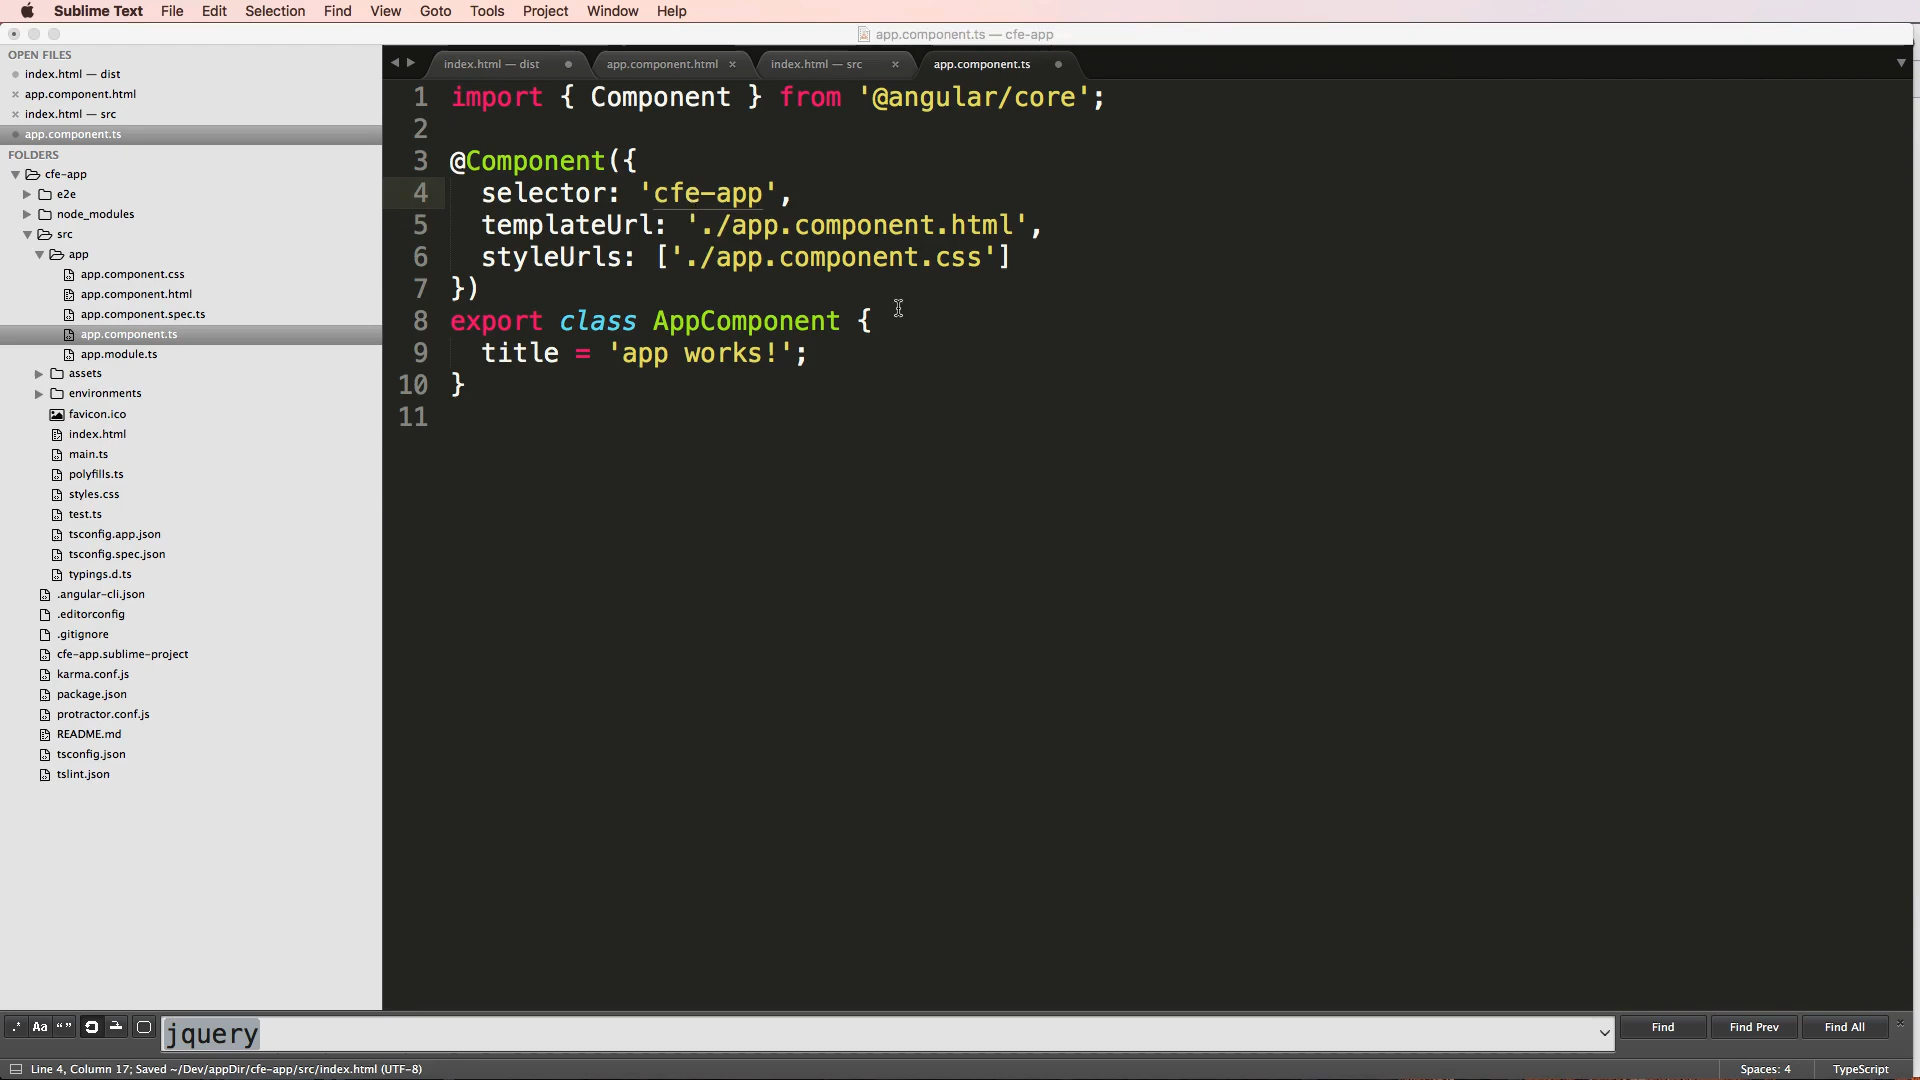 Sublime Text File Edit Selection Find View Goto Tools Project Window Help
app.component.ts — cfe-app
OPEN FILES
index.html — dist
app.component.html
index.html — src
app.component.ts
FOLDERS
cfe-app
e2e
node_modules
src
app
app.component.css
app.component.html
app.component.spec.ts
app.component.ts
app.module.ts
assets
environments
favicon.ico
index.html
main.ts
polyfills.ts
styles.css
test.ts
tsconfig.app.json
tsconfig.spec.json
typings.d.ts
.angular-cli.json
.editorconfig
.gitignore
cfe-app.sublime-project
karma.conf.js
package.json
protractor.conf.js
README.md
tsconfig.json
tslint.json
index.html — dist app.component.html index.html — src app.component.ts
1 import { Component } from '@angular/core';
2
3 @Component({
4 selector: 'cfe-app',
5 templateUrl: './app.component.html',
6 styleUrls: ['./app.component.css']
7 })
8 export class AppComponent {
9 title = 'app works!';
10 }
11
.* Aa “” jquery Find Find Prev Find All
Line 4, Column 17; Saved ~/Dev/appDir/cfe-app/src/index.html (UTF-8) Spaces: 4 TypeScript